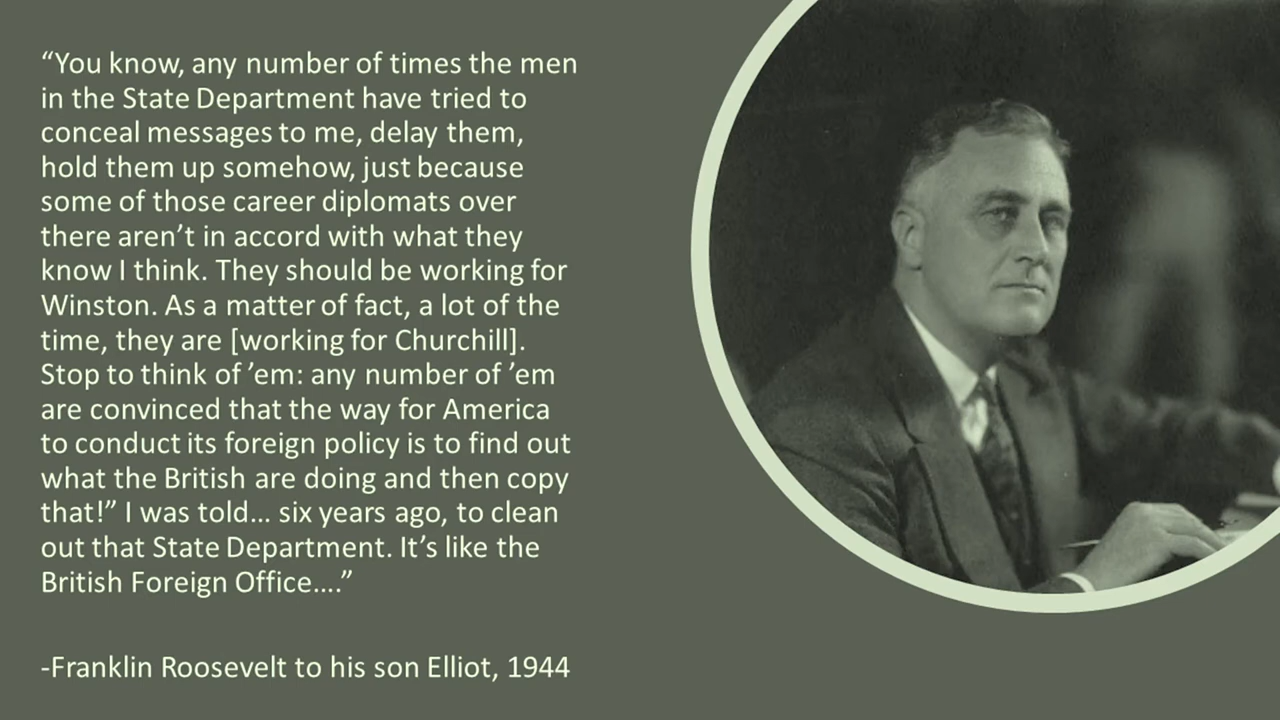 “You know, any number of times the men
in the State Department have tried to
conceal messages to me, delay them,
hold them up somehow, just because
some of those career diplomats over
there aren’t in accord with what they
know I think. They should be working for
Winston. As a matter of fact, a lot of the
time, they are [working for Churchill].
Stop to think of ’em: any number of ’em
are convinced that the way for America
to conduct its foreign policy is to find out
what the British are doing and then copy
that!” I was told… six years ago, to clean
out that State Department. It’s like the
British Foreign Office….”
-Franklin Roosevelt to his son Elliot, 1944